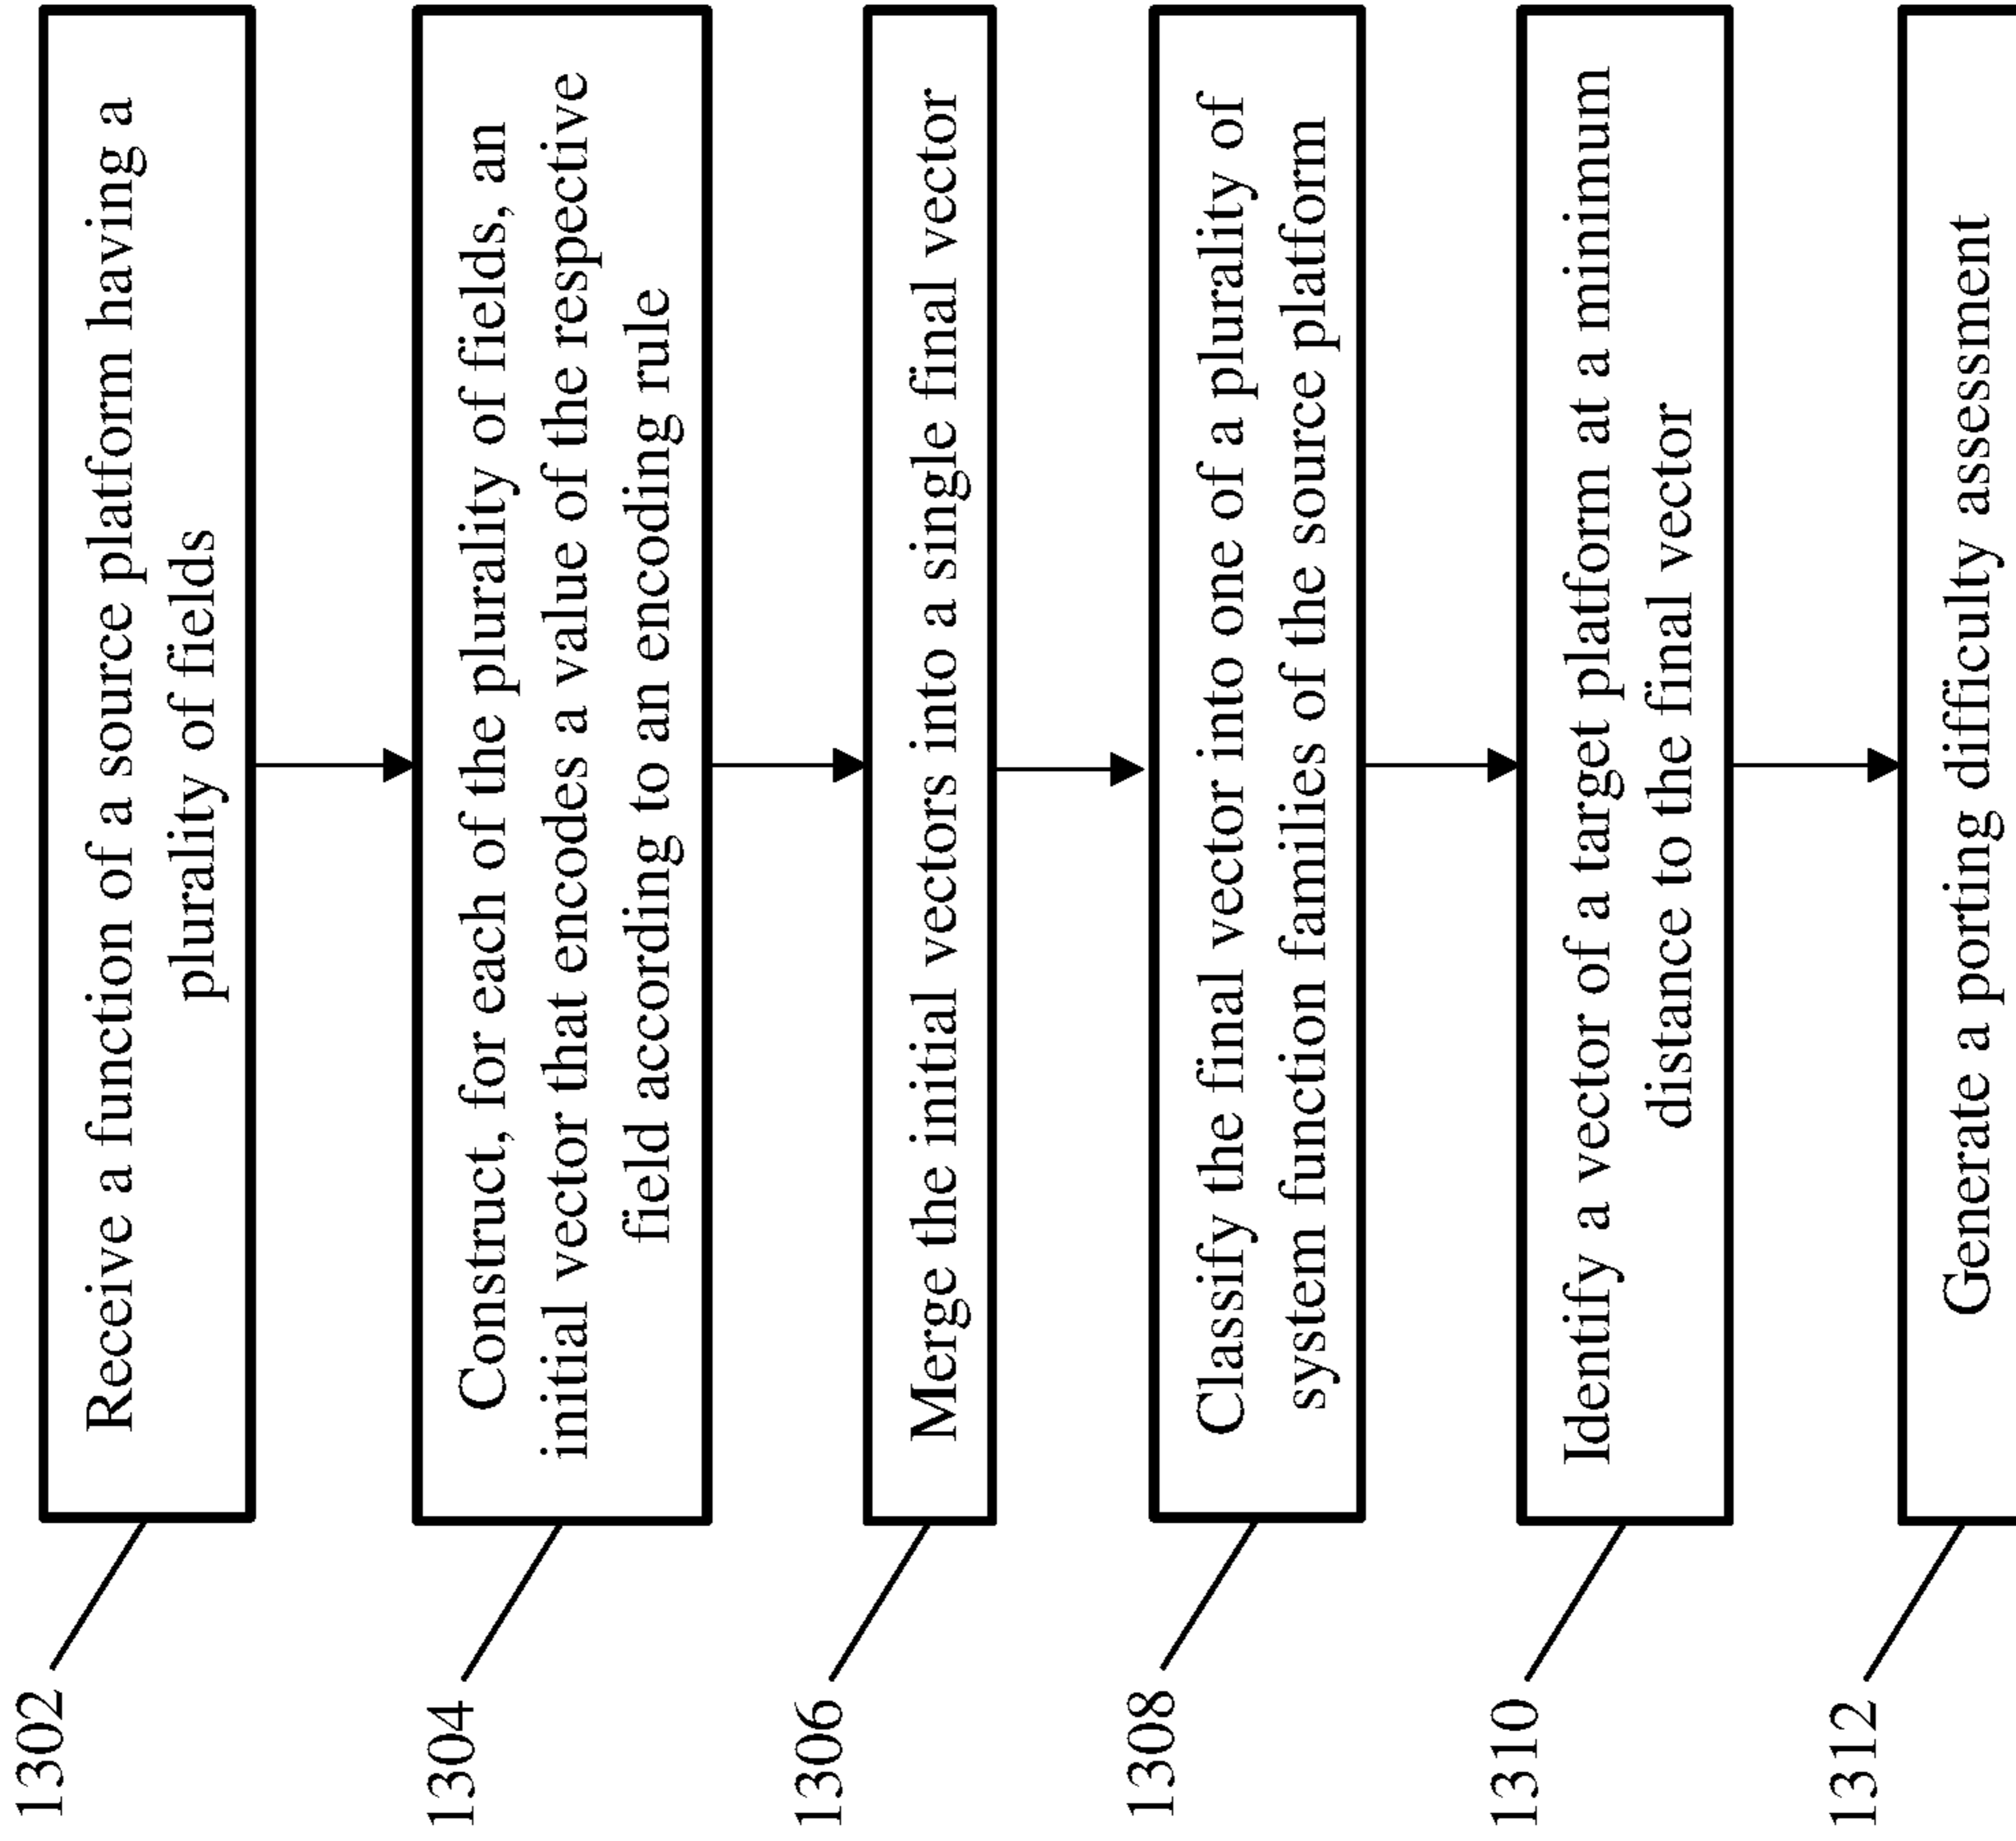 1302
Receive a function of a source platform having a
plurality of fields
1304
Construct, for each of the plurality of fields, an
initial vector that encodes a value of the respective
field according to an encoding rule
1306
Merge the initial vectors into a single final vector
1308
Classify the final vector into one of a plurality of
system function families of the source platform
1310
Identify a vector of a target platform at a minimum
distance to the final vector
1312
Generate a porting difficulty assessment